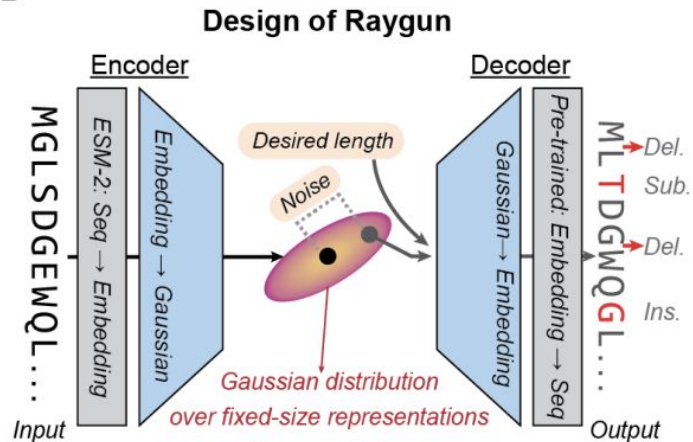 Design of Raygun
Encoder
Decoder
MGLSDGEWQL...
ESM-2: Seq → Embedding
Embedding → Gaussian
Desired length
Noise
Gaussian distribution
over fixed-size representations
Gaussian → Embedding
Pre-trained: Embedding → Seq
MLTDGWQGL...
Del.
Sub.
Del.
Ins.
Input
Output